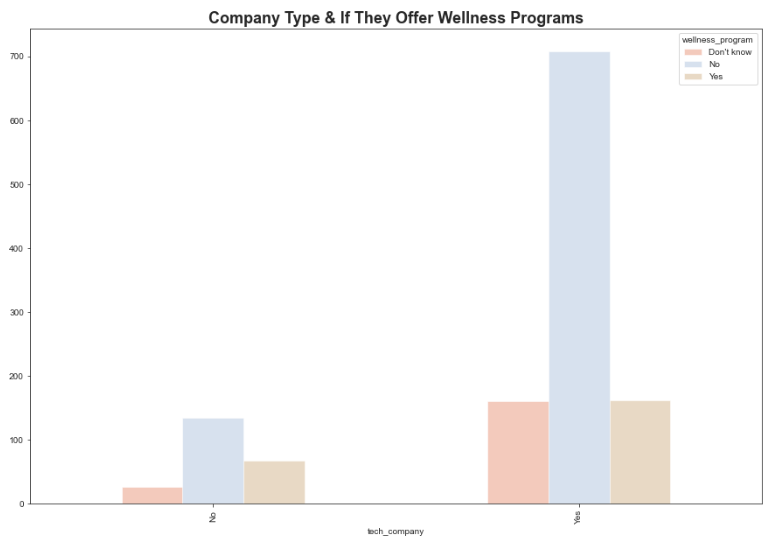 Company Type & If They Offer Wellness Programs
wellness_program
Don't know
No
Yes
700
600
500
400
300
200
100
0
No
Yes
tech_company